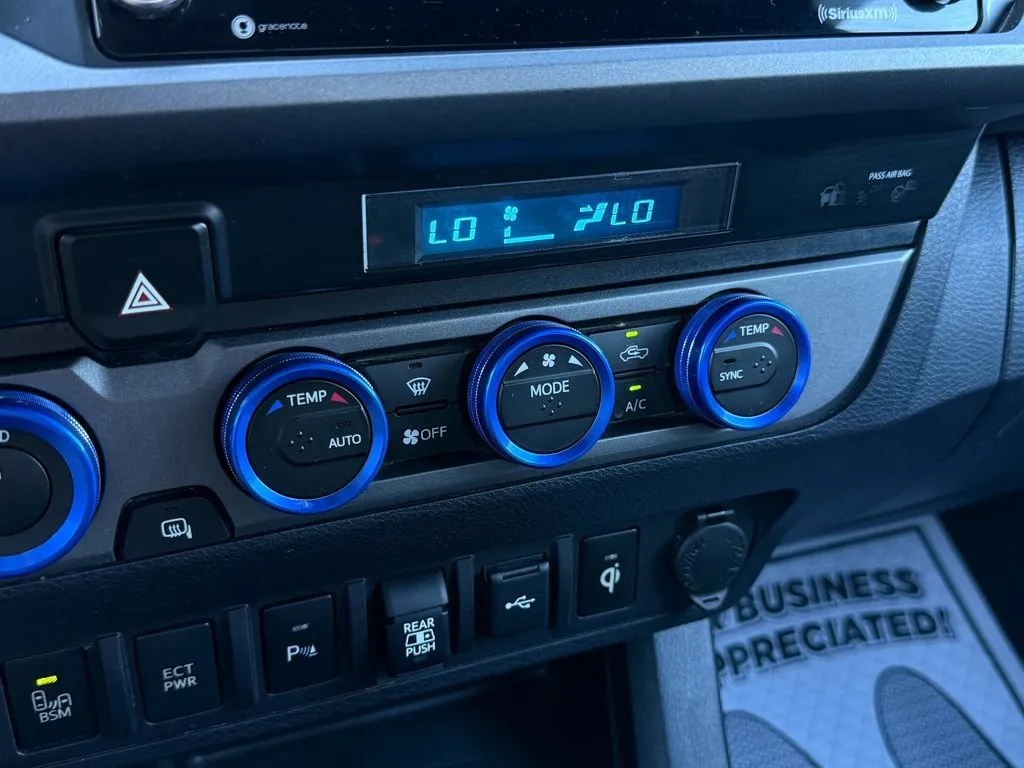 gracenote
SiriusXM
PASS AIR BAG
LO
LO
TEMP
AUTO
OFF
MODE
A/C
TEMP
SYNC
D
BSM
ECT
PWR
P
REAR
PUSH
BUSINESS
PPRECIATED!